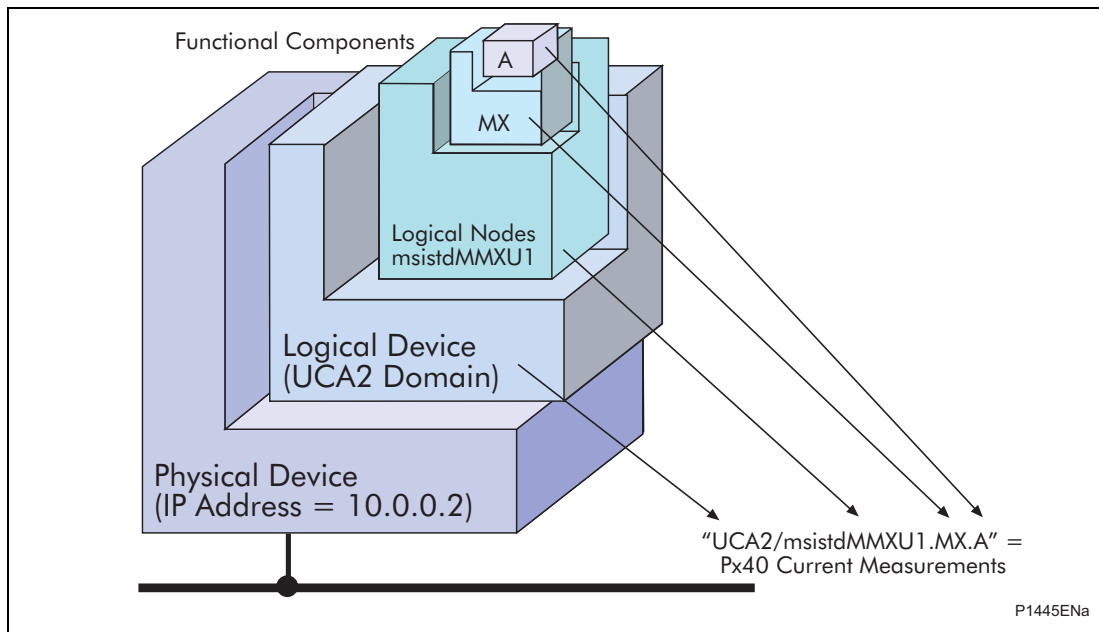 Functional Components
A
MX
Logical Nodes
msistdMMXU1
Logical Device
(UCA2 Domain)
Physical Device
(IP Address = 10.0.0.2)
“UCA2/msistdMMXU1.MX.A” =
Px40 Current Measurements
P1445ENa